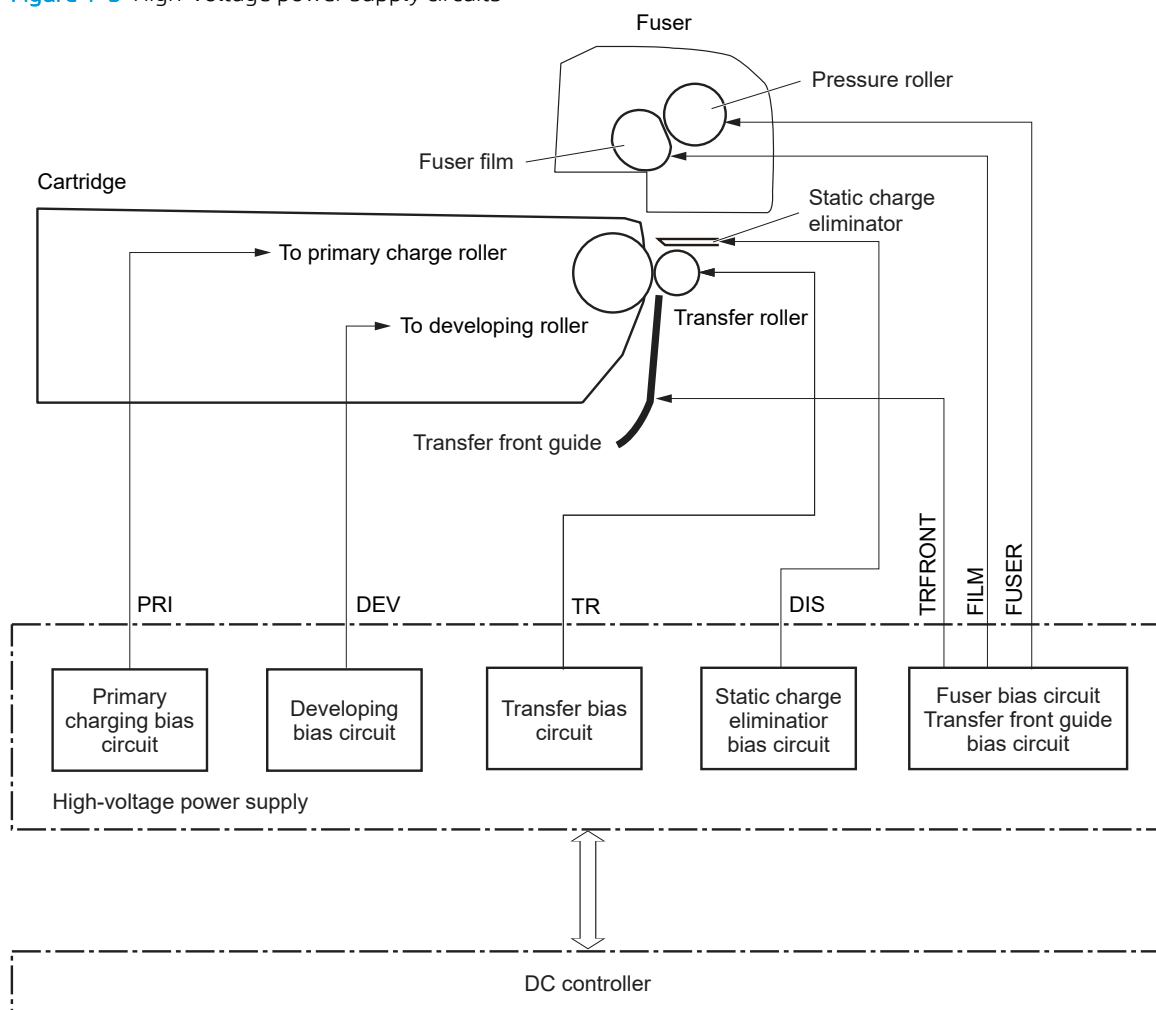 Figure 1-5 High-voltage power supply circuits
Fuser
Pressure roller
Fuser film
Cartridge
Static charge
eliminator
To primary charge roller
To developing roller
Transfer roller
Transfer front guide
PRI
DEV
TR
DIS
TRFRONT
FILM
FUSER
Primary
charging bias
circuit
Developing
bias circuit
Transfer bias
circuit
Static charge
eliminatior
bias circuit
Fuser bias circuit
Transfer front guide
bias circuit
High-voltage power supply
DC controller